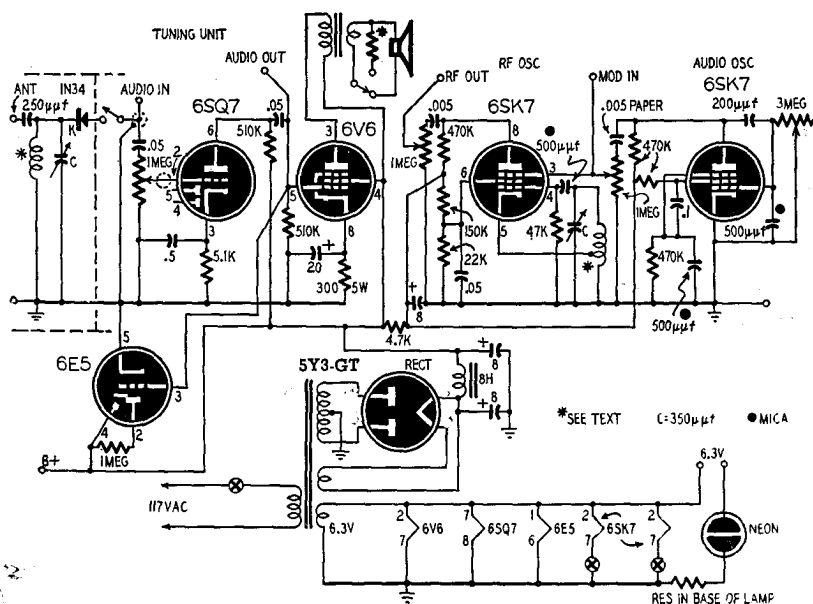 TUNING UNIT
AUDIO OUT
RF OUT
RF OSC
MOD IN
AUDIO OSC
ANT
IN34
AUDIO IN
6SQ7
.05
6V6
*
.005
6SK7
.005 PAPER
6SK7
200µµf
3MEG
250µµf
K
6
510K
3
470K
8
500µµf
470K
*
C
.05
1MEG
2
5
4
5
4
1MEG
6
3
4
1MEG
.1
3
8
510K
150K
5
47K
C
.5
5.1K
20
+
22K
*
470K
500µµf
300
5W
.05
+
8
500µµf
5
4.7K
6E5
3
5Y3-GT
RECT
+
8
8H
+
8
4
2
*SEE TEXT
C=350µµf
●MICA
B+
1MEG
6.3V
117VAC
6.3V
2
7
6V6
7
8
6SQ7
1
6
6E5
2
7
6SK7
2
7
NEON
RES IN BASE OF LAMP